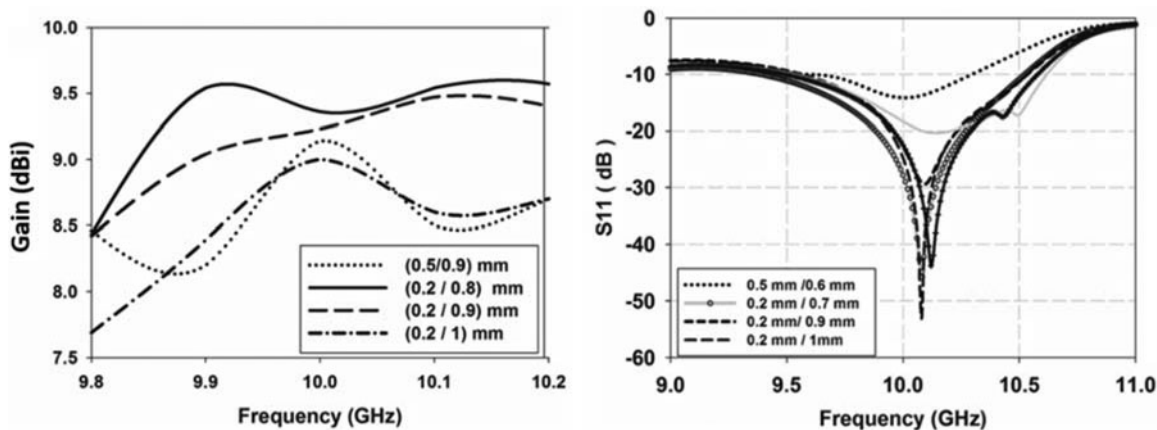 10.0
9.5
9.0
8.5
8.0
7.5
Gain (dBi)
(0.5/0.9) mm
(0.2 / 0.8) mm
(0.2 / 0.9) mm
(0.2 / 1) mm
9.8 9.9 10.0 10.1 10.2
Frequency (GHz)
0
-10
-20
-30
-40
-50
-60
S11 ( dB)
0.5 mm /0.6 mm
0.2 mm / 0.7 mm
0.2 mm/ 0.9 mm
0.2 mm / 1mm
9.0 9.5 10.0 10.5 11.0
Frequency (GHz)